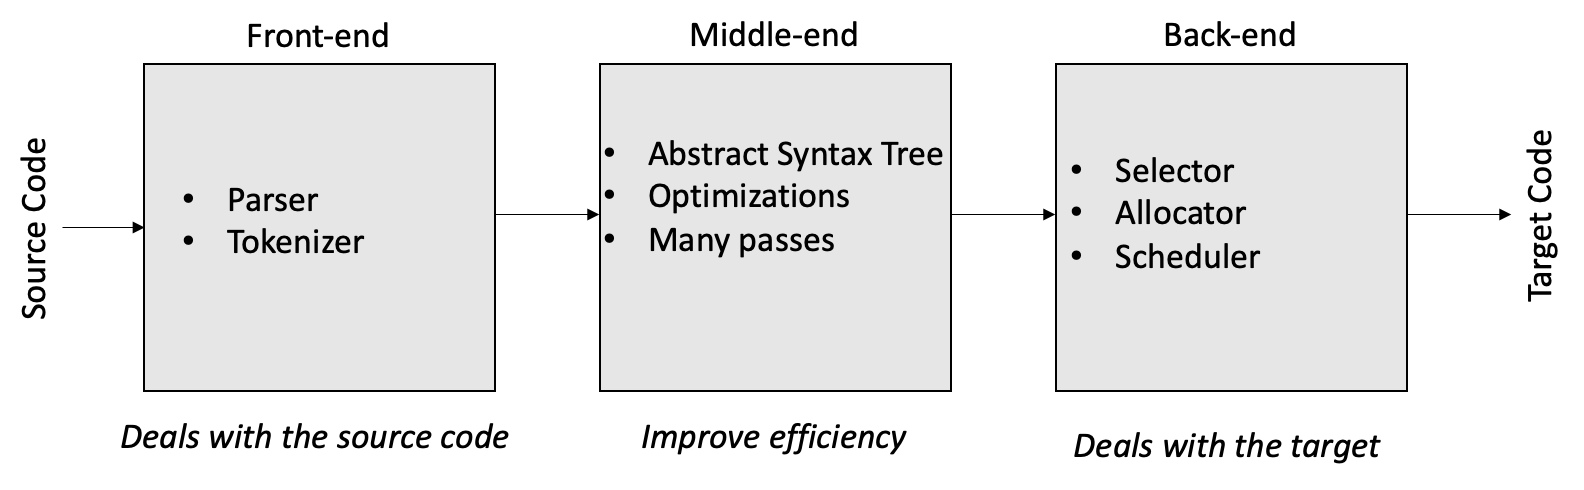 Source Code
Front-end
• Parser
• Tokenizer
Deals with the source code
Middle-end
• Abstract Syntax Tree
• Optimizations
• Many passes
Improve efficiency
Back-end
• Selector
• Allocator
• Scheduler
Deals with the target
Target Code